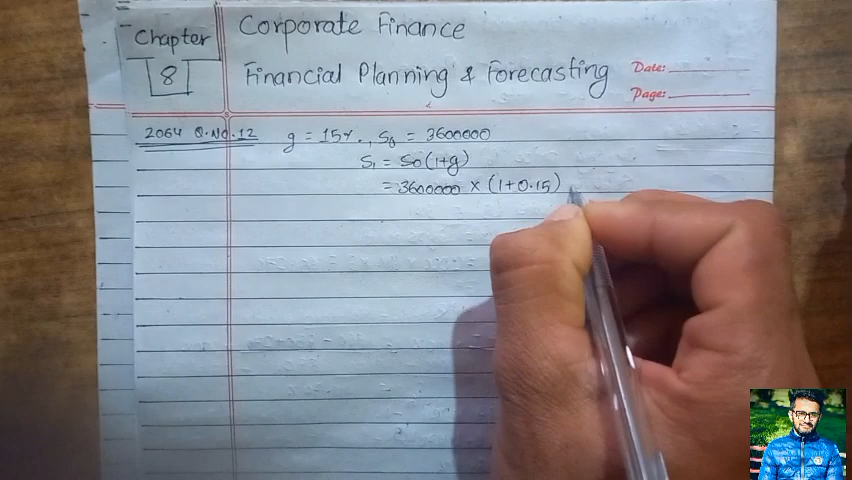 Chapter
8
Corporate Finance
Financial Planning & Forecasting
Date:
Page:
2064 Q.NO.12 g = 15%., S₀ = 3600000
S₁ = S0(1+g)
= 3600000 × (1+0.15)